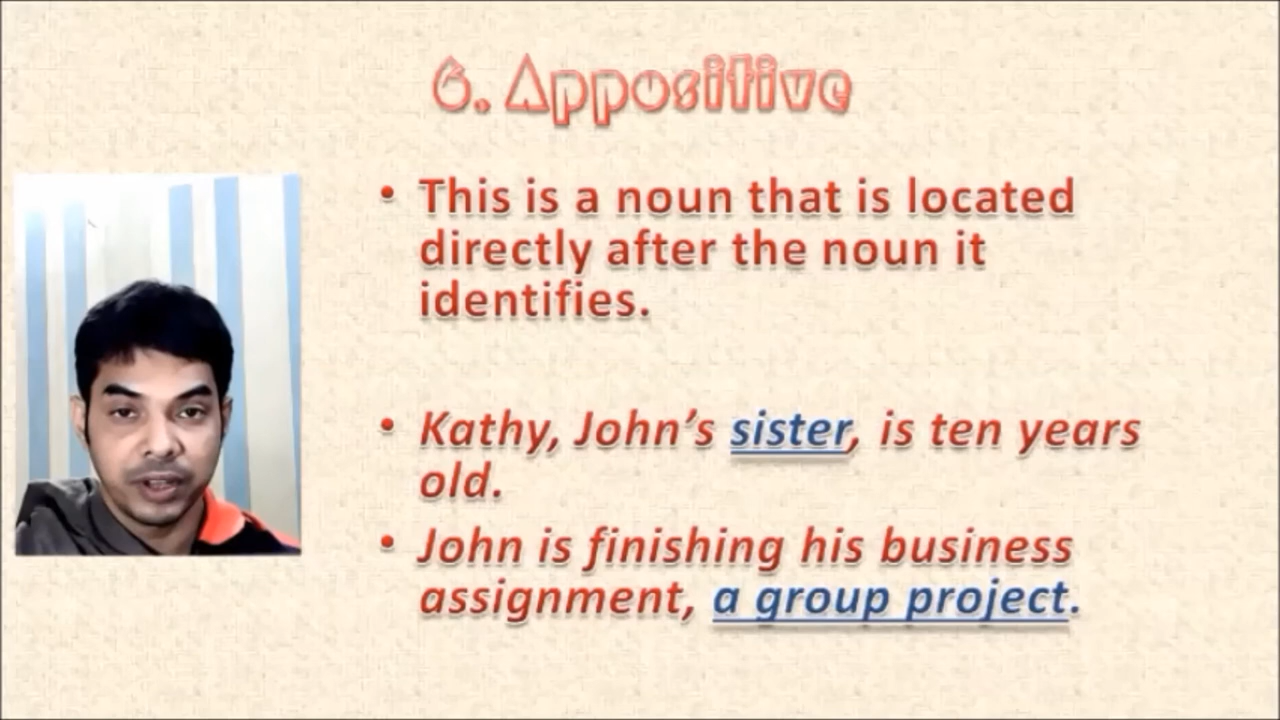 6. Appositive
• This is a noun that is located
directly after the noun it
identifies.
• Kathy, John’s sister, is ten years
old.
• John is finishing his business
assignment, a group project.